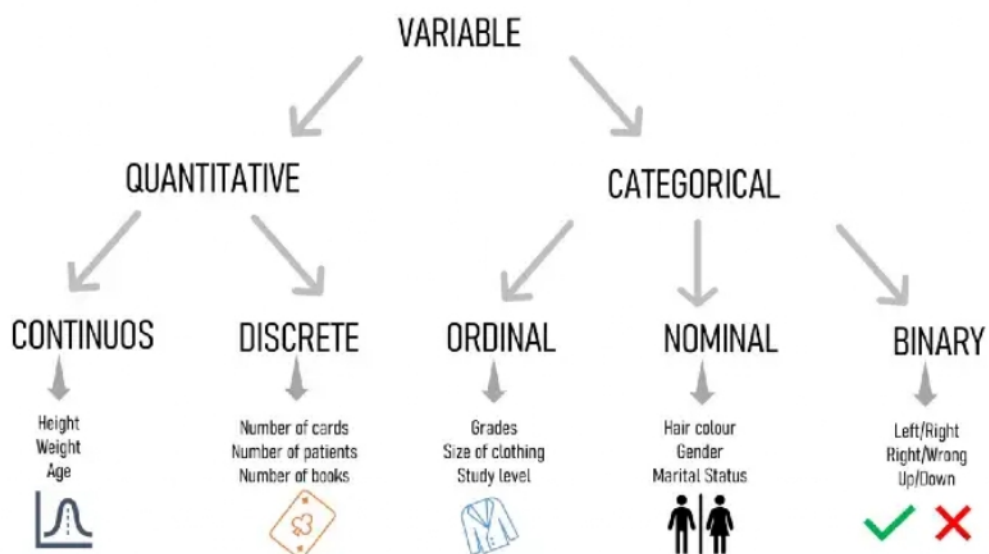 VARIABLE
QUANTITATIVE
CATEGORICAL
CONTINUOS
DISCRETE
ORDINAL
NOMINAL
BINARY
Height
Weight
Age
Number of cards
Number of patients
Number of books
Grades
Size of clothing
Study level
Hair colour
Gender
Marital Status
Left/Right
Right/Wrong
Up/Down